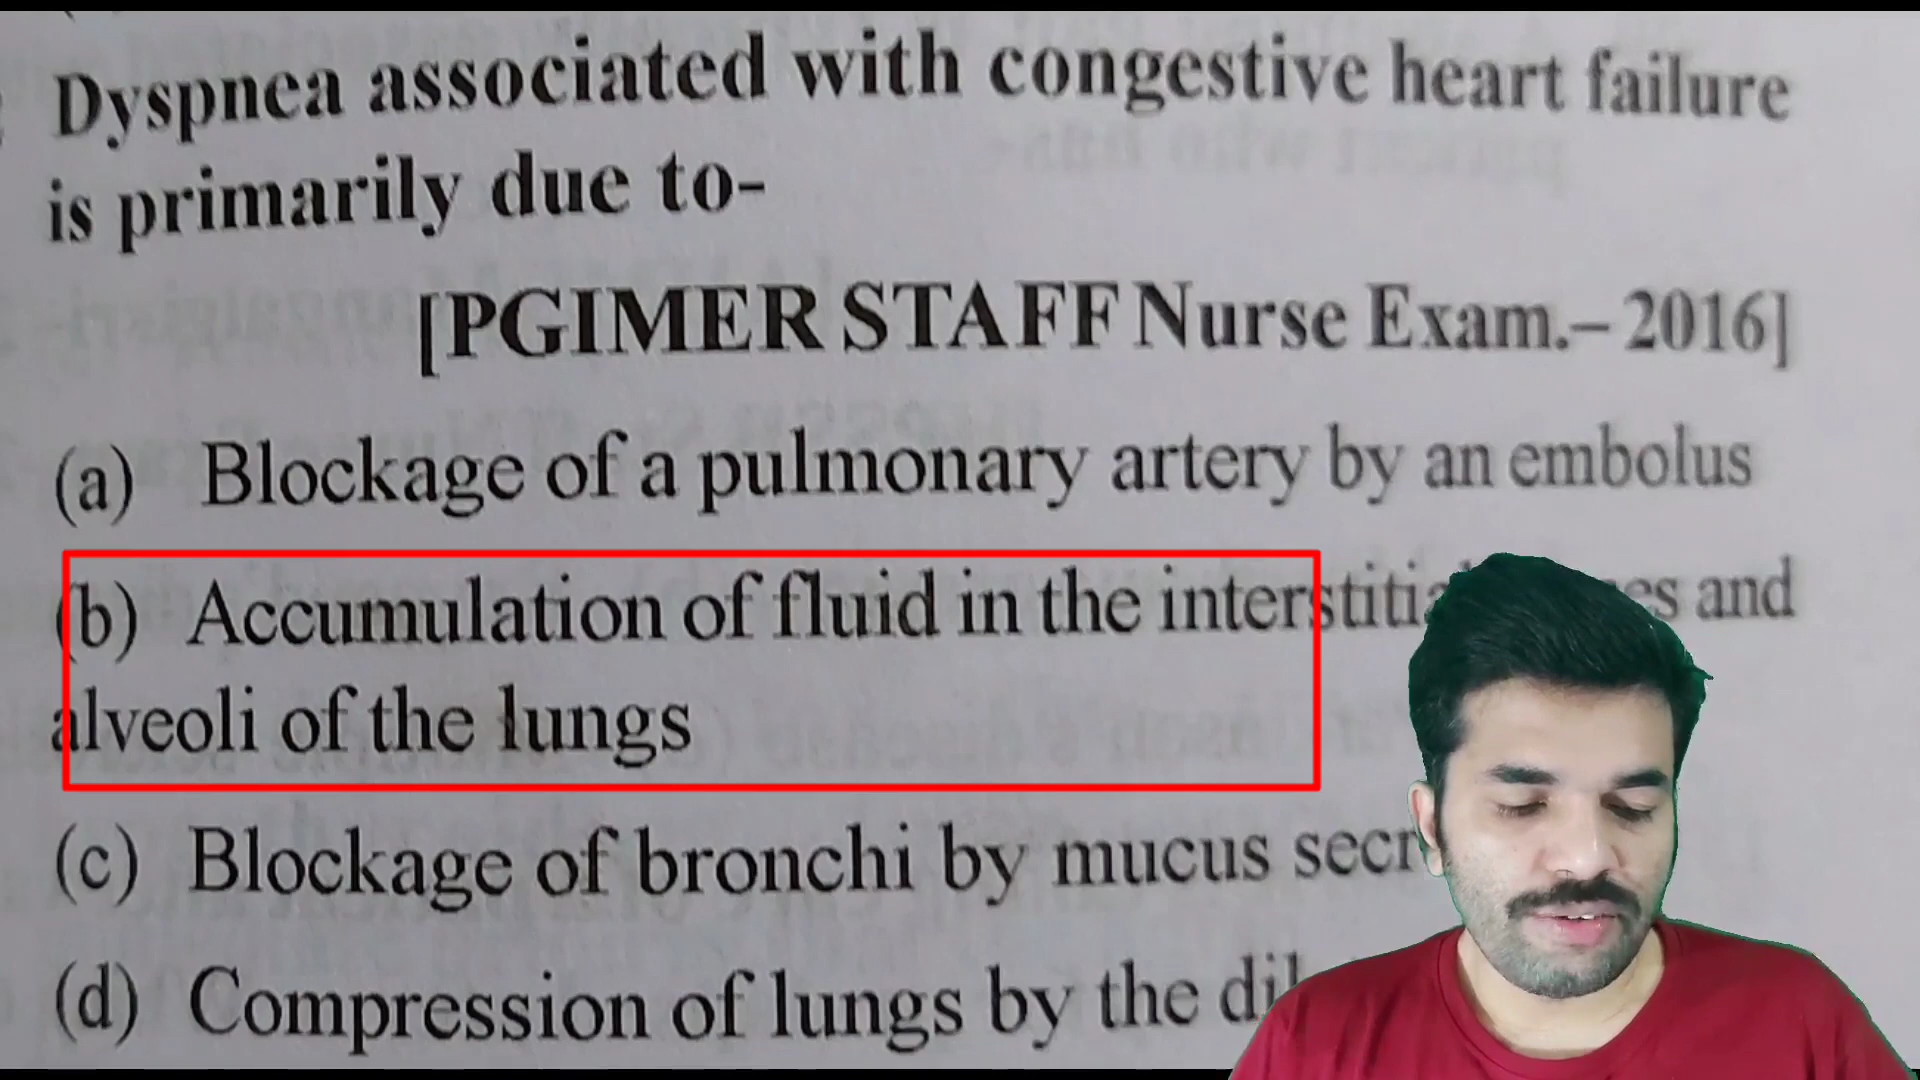 Dyspnea associated with congestive heart failure
is primarily due to-
[PGIMER STAFF Nurse Exam.– 2016]
(a) Blockage of a pulmonary artery by an embolus
(b) Accumulation of fluid in the and
alveoli of the lungs
(c) Blockage of bronchi by mucus
(d) Compression of lungs by the